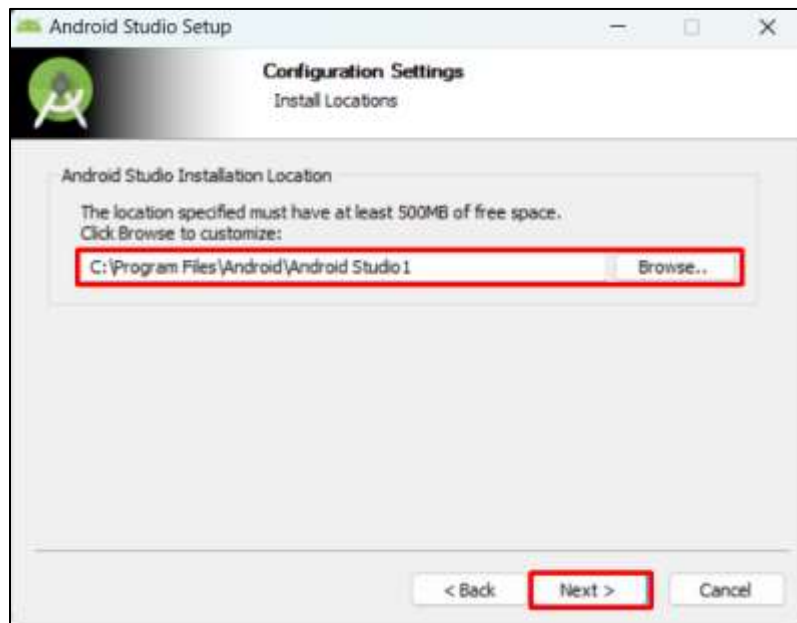 Android Studio Setup
Configuration Settings
Install Locations
Android Studio Installation Location
The location specified must have at least 500MB of free space.
Click Browse to customize:
C:\Program Files\Android\Android Studio1
Browse..
< Back
Next >
Cancel